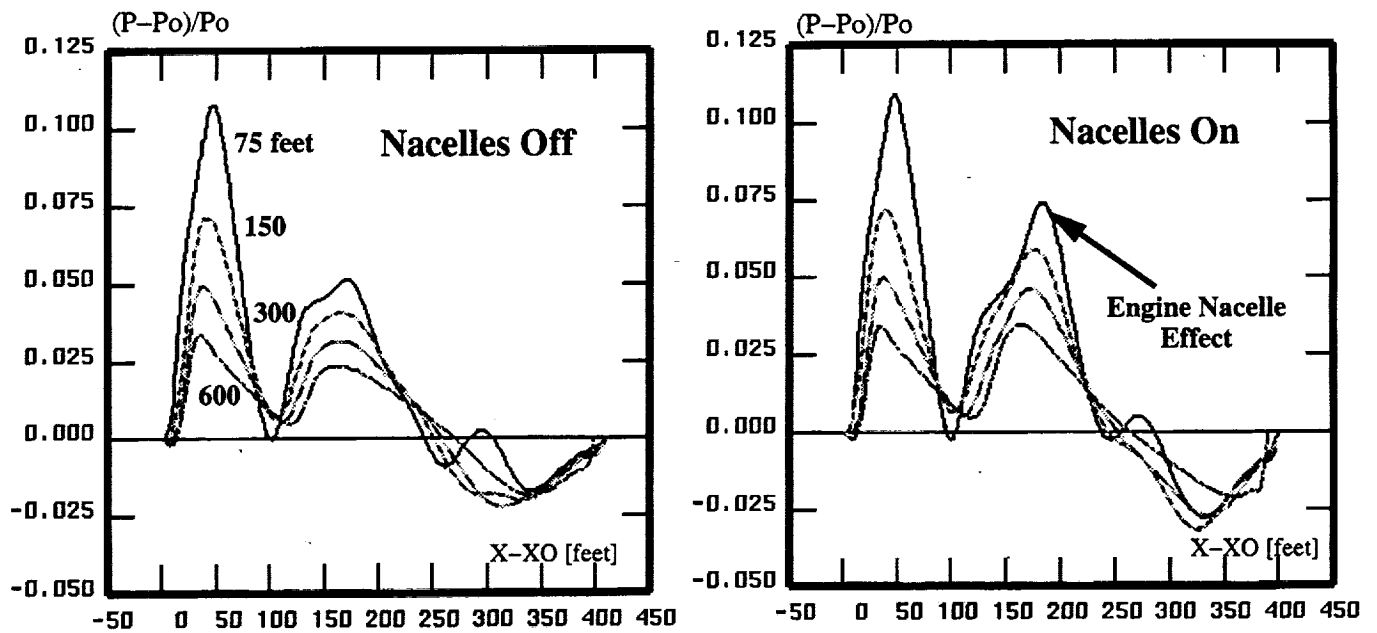 (P–Po)/Po
0.125
0.100
0.075
0.050
0.025
0.000
-0.025
-0.050
Nacelles Off
75 feet
150
300
600
X–XO [feet]
-50 0 50 100 150 200 250 300 350 400 450
(P–Po)/Po
0.125
0.100
0.075
0.050
0.025
0.000
-0.025
-0.050
Nacelles On
Engine Nacelle
Effect
X–XO [feet]
-50 0 50 100 150 200 250 300 350 400 450